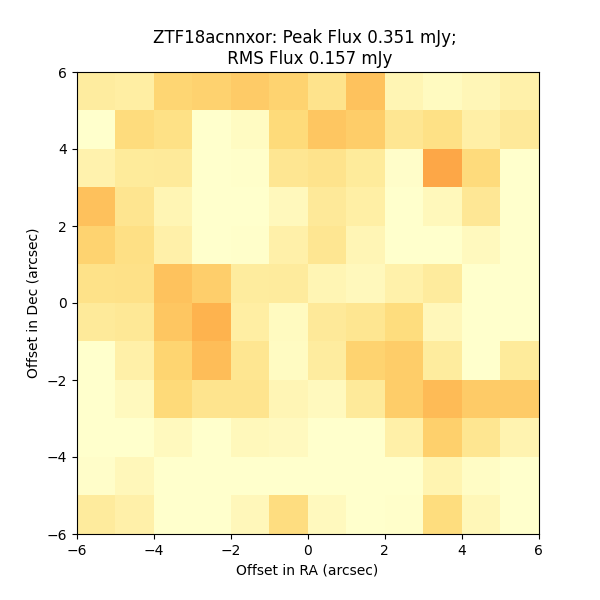 ZTF18acnnxor: Peak Flux 0.351 mJy;
RMS Flux 0.157 mJy
6
4
2
0
−2
−4
−6
Offset in Dec (arcsec)
−6 −4 −2 0 2 4 6
Offset in RA (arcsec)